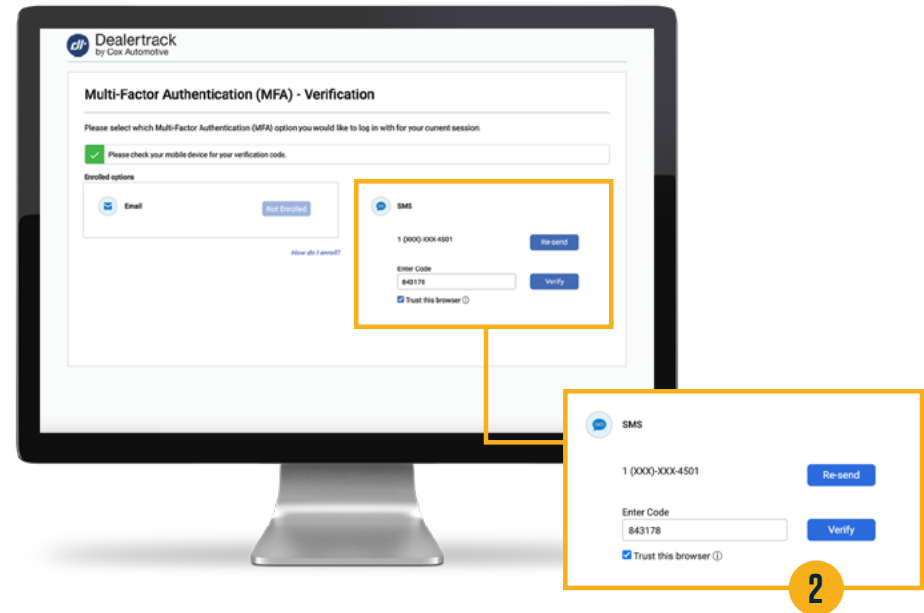 dt
Dealertrack
by Cox Automotive
Multi-Factor Authentication (MFA) - Verification
Please select which Multi-Factor Authentication (MFA) option you would like to log in with for your current session.
Please check your mobile device for your verification code.
Enrolled options
Email
Not Enrolled
How do I enroll?
SMS
1 (XXX)-XXX-4501
Re-send
Enter Code
843178
Verify
Trust this browser
SMS
1 (XXX)-XXX-4501
Re-send
Enter Code
843178
Verify
Trust this browser
2